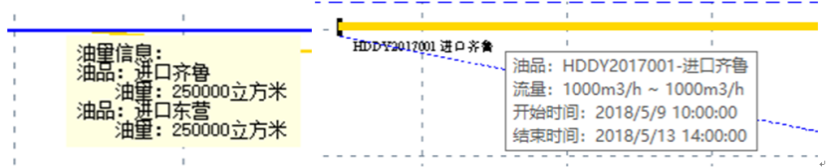 油量信息：
油品：进口齐鲁
油量：250000立方米
油品：进口东营
油量：250000立方米
HDDY2017001 进口齐鲁
油品：HDDY2017001-进口齐鲁
流量：1000m3/h ~ 1000m3/h
开始时间：2018/5/9 10:00:00
结束时间：2018/5/13 14:00:00